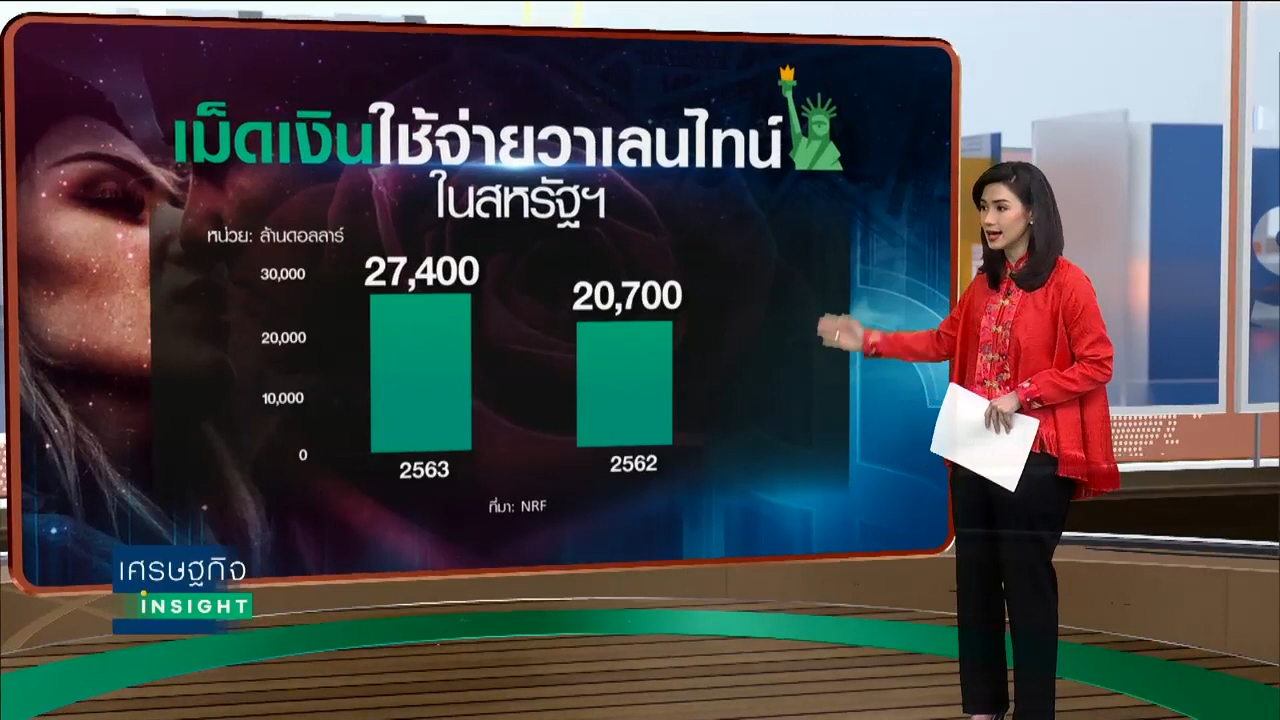 เม็ดเงินใช้จ่ายวาเลนไทน์
ในสหรัฐฯ
หน่วย: ล้านดอลลาร์
30,000
27,400
20,700
20,000
10,000
0
2563
2562
ที่มา: NRF
เศรษฐกิจ
INSIGHT